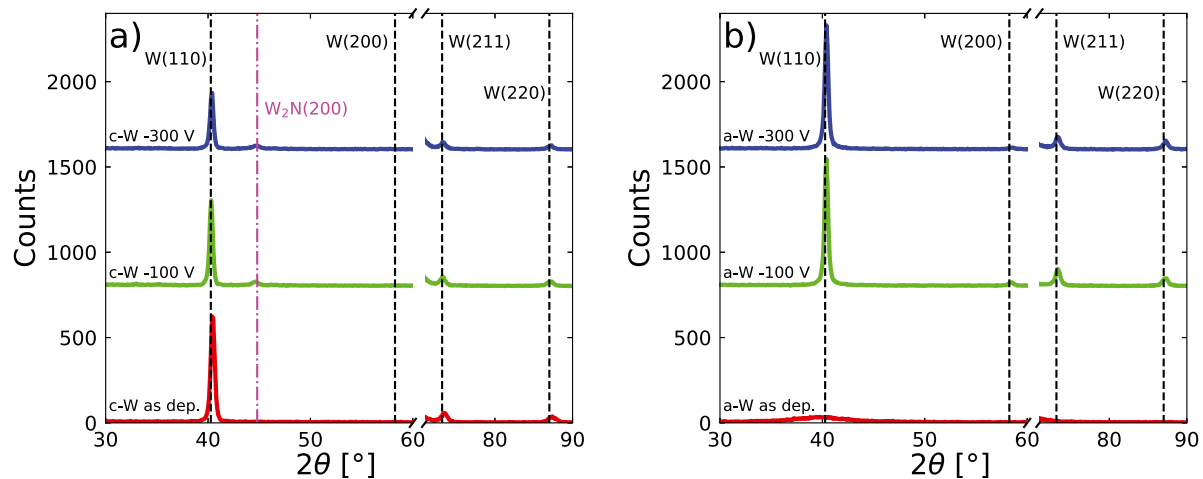 a)
W(200)
W(211)
W(110)
W₂N(200)
W(220)
c-W -300 V
c-W -100 V
c-W as dep.
Counts
2000
1500
1000
500
0
30
40
50
60
80
90
2θ [°]
b)
W(200)
W(211)
W(110)
W(220)
a-W -300 V
a-W -100 V
a-W as dep.
Counts
2000
1500
1000
500
0
30
40
50
60
80
90
2θ [°]